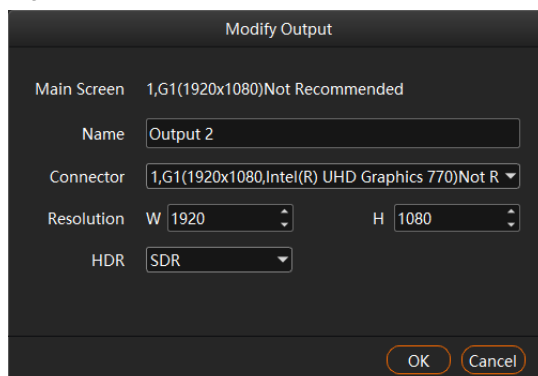 Modify Output
Main Screen 1,G1(1920x1080)Not Recommended
Name Output 2
Connector 1,G1(1920x1080,Intel(R) UHD Graphics 770)Not R
Resolution W 1920 H 1080
HDR SDR
OK Cancel